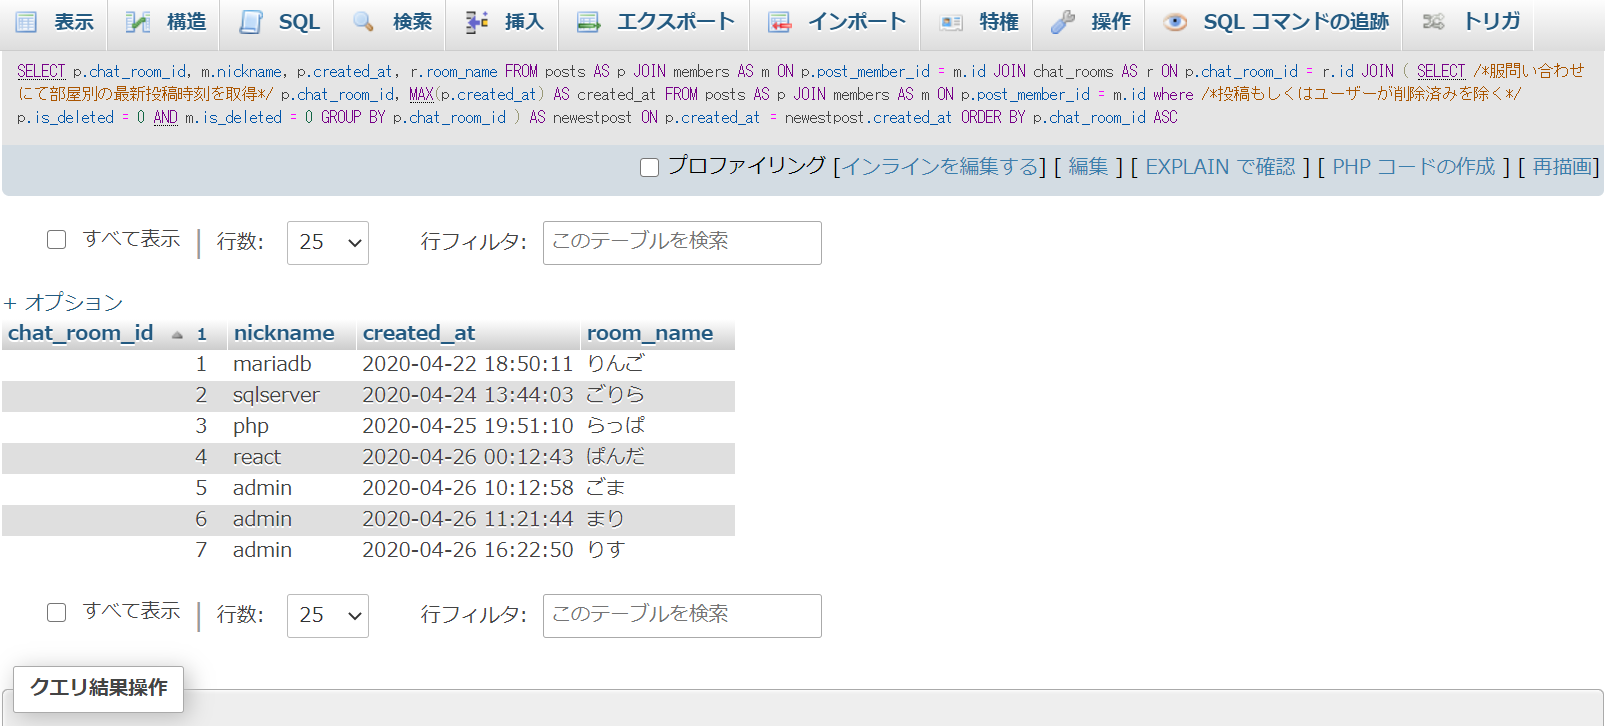 表示 構造 SQL 検索 挿入 エクスポート インポート 特権 操作 SQL コマンドの追跡 トリガ
SELECT p.chat_room_id, m.nickname, p.created_at, r.room_name FROM posts AS p JOIN members AS m ON p.post_member_id = m.id JOIN chat_rooms AS r ON p.chat_room_id = r.id JOIN ( SELECT /*服問い合わせ
にて部屋別の最新投稿時刻を取得*/ p.chat_room_id, MAX(p.created_at) AS created_at FROM posts AS p JOIN members AS m ON p.post_member_id = m.id where /*投稿もしくはユーザーが削除済みを除く*/
p.is_deleted = 0 AND m.is_deleted = 0 GROUP BY p.chat_room_id ) AS newestpost ON p.created_at = newestpost.created_at ORDER BY p.chat_room_id ASC
プロファイリング [インラインを編集する] [ 編集 ] [ EXPLAIN で確認 ] [ PHP コードの作成 ] [ 再描画]
すべて表示 | 行数: 25 行フィルタ: このテーブルを検索
+ オプション
chat_room_id 1 nickname created_at room_name
1 mariadb 2020-04-22 18:50:11 りんご
2 sqlserver 2020-04-24 13:44:03 ごりら
3 php 2020-04-25 19:51:10 らっぱ
4 react 2020-04-26 00:12:43 ぱんだ
5 admin 2020-04-26 10:12:58 ごま
6 admin 2020-04-26 11:21:44 まり
7 admin 2020-04-26 16:22:50 りす
すべて表示 | 行数: 25 行フィルタ: このテーブルを検索
クエリ結果操作